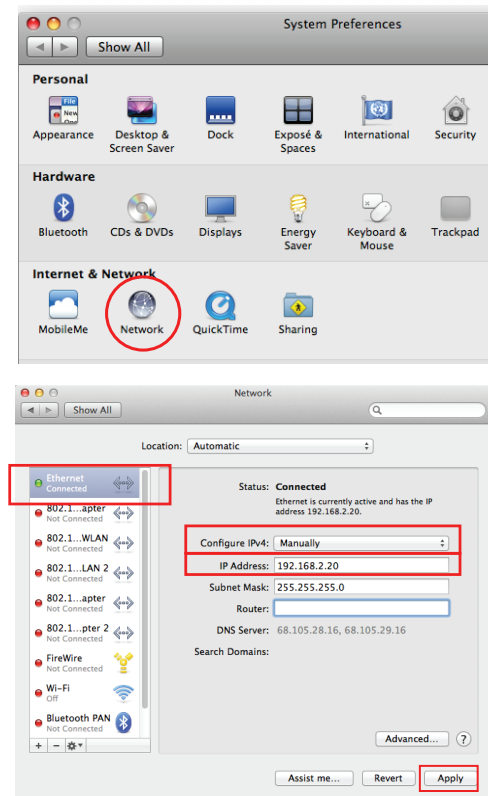 System Preferences
Show All
Personal
File
New
Appearance
Desktop &
Screen Saver
Dock
Exposé &
Spaces
International
Security
Hardware
Bluetooth
CDs & DVDs
Displays
Energy
Saver
Keyboard &
Mouse
Trackpad
Internet & Network
MobileMe
Network
QuickTime
Sharing
Network
Show All
Location: Automatic
Ethernet
Connected
802.1...apter
Not Connected
802.1...WLAN
Not Connected
802.1...LAN 2
Not Connected
802.1...apter
Not Connected
802.1...pter 2
Not Connected
FireWire
Not Connected
Wi-Fi
Off
Bluetooth PAN
Not Connected
Status: Connected
Ethernet is currently active and has the IP
address 192.168.2.20.
Configure IPv4: Manually
IP Address: 192.168.2.20
Subnet Mask: 255.255.255.0
Router:
DNS Server: 68.105.28.16, 68.105.29.16
Search Domains:
Advanced... ?
Assist me... Revert Apply